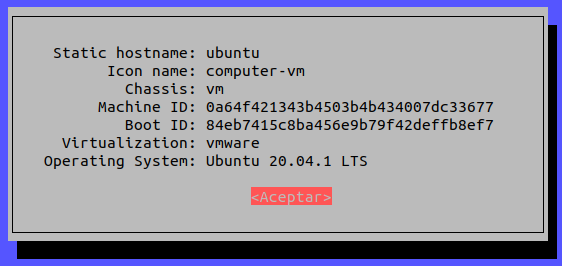 Static hostname: ubuntu
Icon name: computer-vm
Chassis: vm
Machine ID: 0a64f421343b4503b4b434007dc33677
Boot ID: 84eb7415c8ba456e9b79f42deffb8ef7
Virtualization: vmware
Operating System: Ubuntu 20.04.1 LTS
<Aceptar>